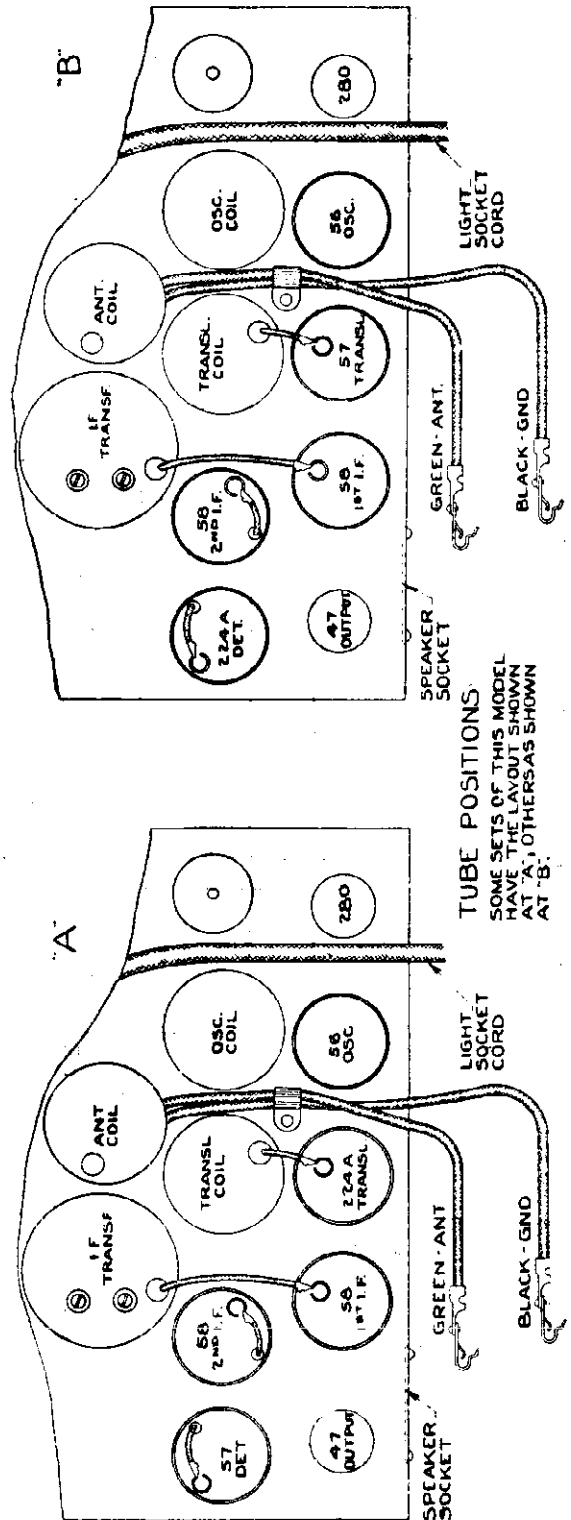 "A"
I F
TRANSF
ANT
COIL
58
2ND I.F.
TRANSL
COIL
OSC.
COIL
57
DET
47
OUTPUT
58
1ST I.F.
224A
TRANSL
56
OSC
280
SPEAKER
SOCKET
GREEN-ANT
BLACK-GND
LIGHT
SOCKET
CORD
"B"
I F
TRANSF.
ANT.
COIL
58
2ND I.F.
TRANSL.
COIL
OSC.
COIL
224A
DET.
47
OUTPUT
58
1ST I.F.
57
TRANSL
56
OSC.
280
SPEAKER
SOCKET
GREEN-ANT.
BLACK-GND
LIGHT
SOCKET
CORD
TUBE POSITIONS
SOME SETS OF THIS MODEL
HAVE THE LAYOUT SHOWN
AT "A", OTHERS AS SHOWN
AT "B".